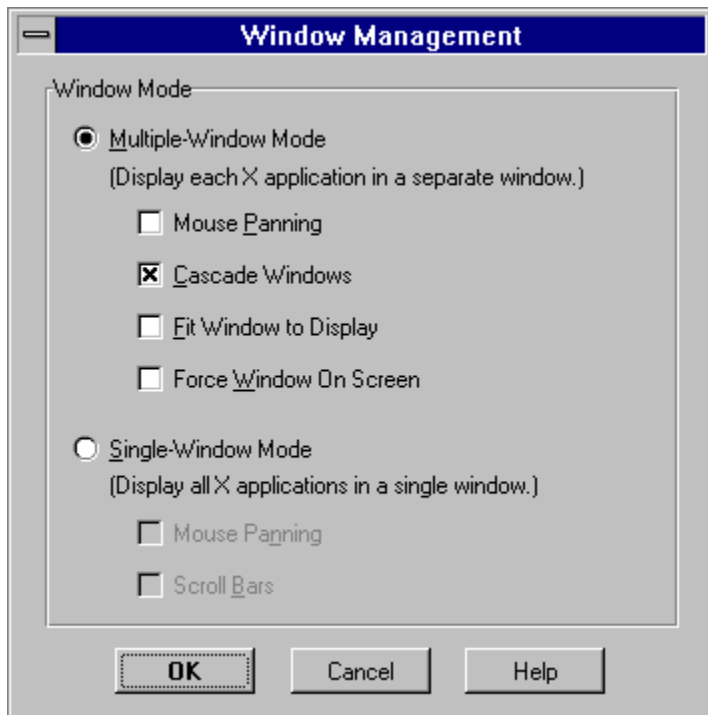 Window Management
Window Mode
Multiple-Window Mode
(Display each X application in a separate window.)
Mouse Panning
Cascade Windows
Fit Window to Display
Force Window On Screen
Single-Window Mode
(Display all X applications in a single window.)
Mouse Panning
Scroll Bars
OK Cancel Help